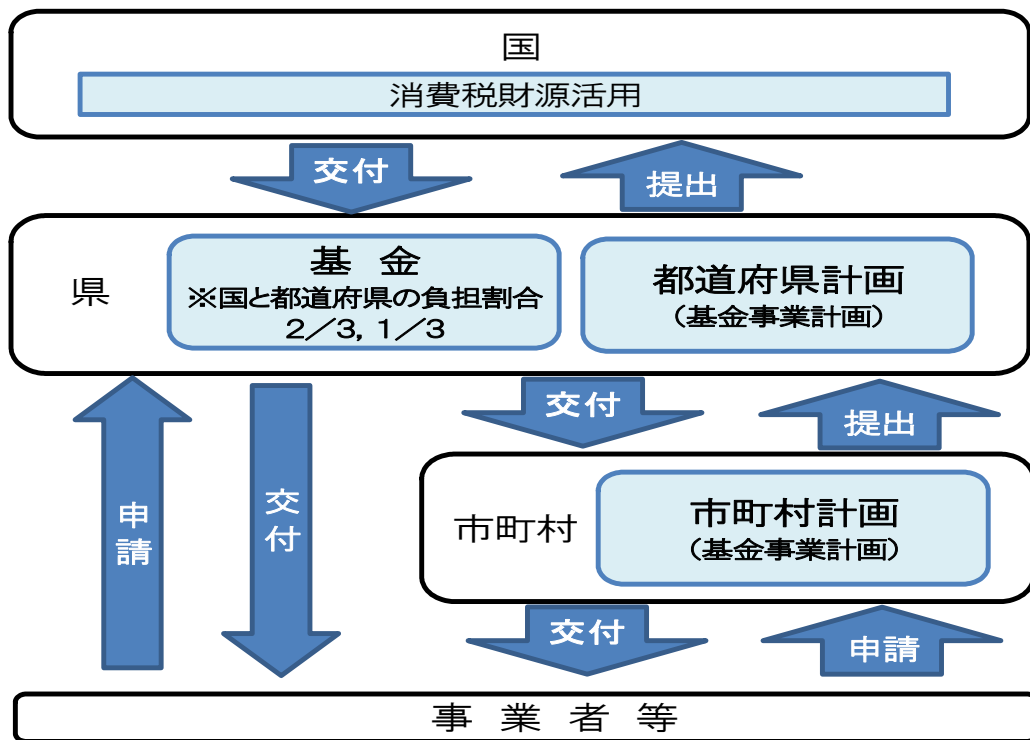 国
消費税財源活用
交付
提出
県
基 金
※国と都道府県の負担割合
2／3, 1／3
都道府県計画
（基金事業計画）
交付
提出
申請
交付
市町村
市町村計画
（基金事業計画）
交付
申請
事 業 者 等